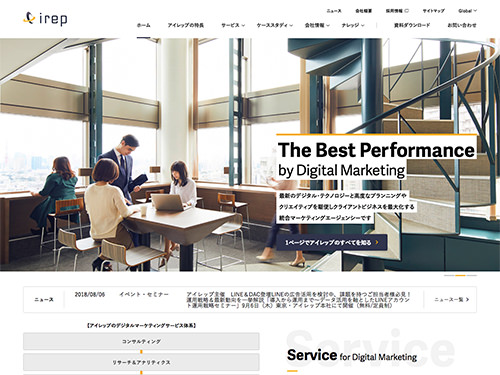 irep
ニュース 会社概要 採用情報 サイトマップ Global
ホーム アイレップの特長 サービス ケーススタディ 会社情報 ナレッジ 資料ダウンロード お問い合わせ
The Best Performance
by Digital Marketing
最新のデジタル・テクノロジーと高度なプランニングや
クリエイティブを駆使しクライアントビジネスを最大化する
統合マーケティングエージェンシーです
1ページでアイレップのすべてを知る
ニュース 2018/08/06 イベント・セミナー アイレップ主催 LINE&DAC登壇LINEの広告活用を検討中、課題を持つご担当者様必見!
運用戦略&最新動向を一挙解説「導入から運用まで~データ活用を軸としたLINEアカウ
ント運用戦略セミナー」9月6日(木)東京・アイレップ本社にて開催(無料/定員制)
ニュース一覧
【アイレップのデジタルマーケティングサービス体系】
コンサルティング
リサーチ&アナリティクス
Service
Service for Digital Marketing